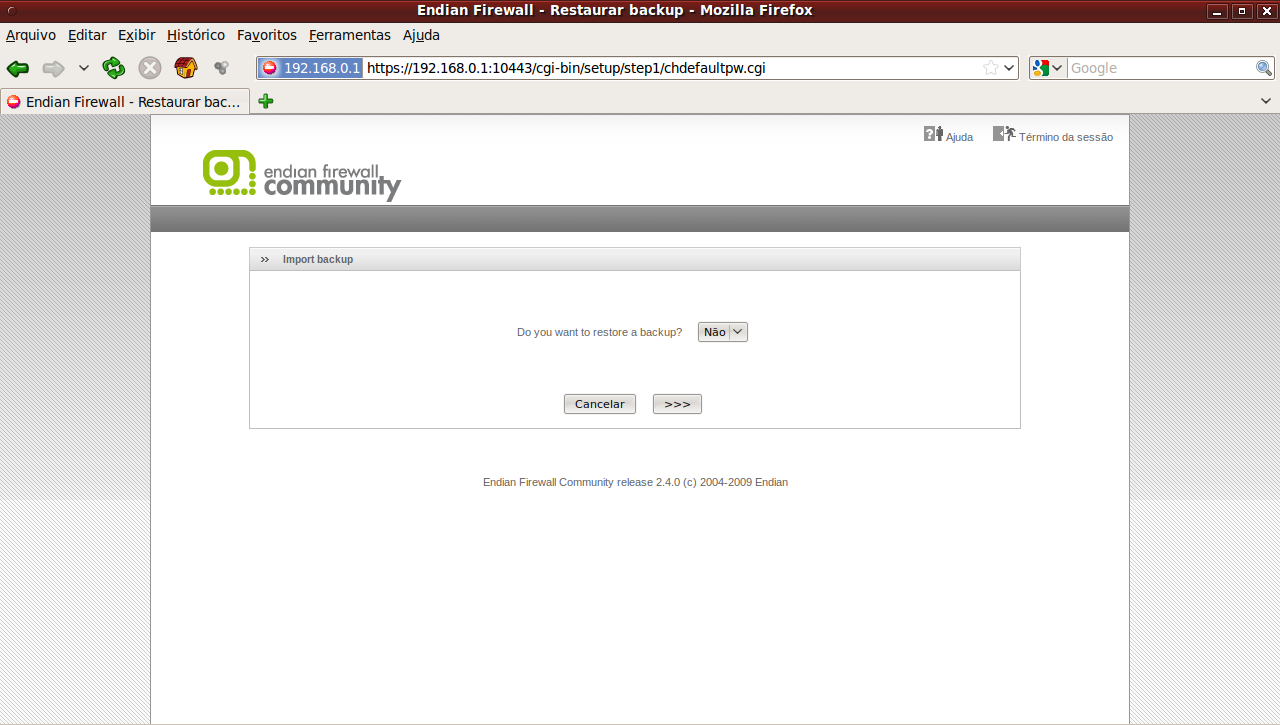 Endian Firewall - Restaurar backup - Mozilla Firefox
Arquivo Editar Exibir Histórico Favoritos Ferramentas Ajuda
192.168.0.1 https://192.168.0.1:10443/cgi-bin/setup/step1/chdefaultpw.cgi Google
Endian Firewall - Restaurar bac...
Ajuda Término da sessão
endian firewall
community
Import backup
Do you want to restore a backup? Não
Cancelar >>>
Endian Firewall Community release 2.4.0 (c) 2004-2009 Endian